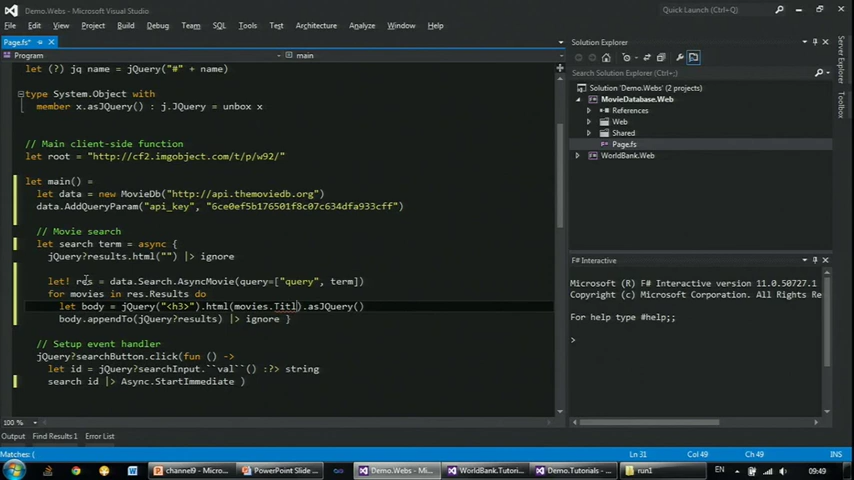 Demo.Webs - Microsoft Visual Studio
Quick Launch (Ctrl+Q)
File Edit View Project Build Debug Team SQL Tools Test Architecture Analyze Window Help
Page.fs*
Program
main
let (?) jq name = jQuery("#" + name)
type System.Object with
member x.asJQuery() : j.JQuery = unbox x
// Main client-side function
let root = "http://cf2.imgobject.com/t/p/w92/"
let main() =
let data = new MovieDb("http://api.themoviedb.org")
data.AddQueryParam("api_key", "6ce0ef5b176501f8c07c634dfa933cff")
// Movie search
let search term = async {
jQuery?results.html("") |> ignore
let! res = data.Search.AsyncMovie(query=["query", term])
for movies in res.Results do
let body = jQuery("<h3>").html(movies.Titl).asJQuery()
body.appendTo(jQuery?results) |> ignore }
// Setup event handler
jQuery?searchButton.click(fun () ->
let id = jQuery?searchInput.``val``() :?> string
search id |> Async.StartImmediate )
100 %
Solution Explorer
Search Solution Explorer (Ctrl+;)
Solution 'Demo.Webs' (2 projects)
MovieDatabase.Web
References
Web
Shared
Page.fs
WorldBank.Web
Server Explorer
Toolbox
F# Interactive
Microsoft (R) F# Interactive version 11.0.50727.1
Copyright (c) Microsoft Corporation. All Rights Reserved.
For help type #help;;
>
Output Find Results 1 Error List
Matches: (
Ln 31 Col 49 Ch 49 INS
channel9 - Micro...
PowerPoint Slide ...
Demo.Webs - Mi...
WorldBank.Tutori...
Demo.Tutorials - ...
run1
EN
09:49